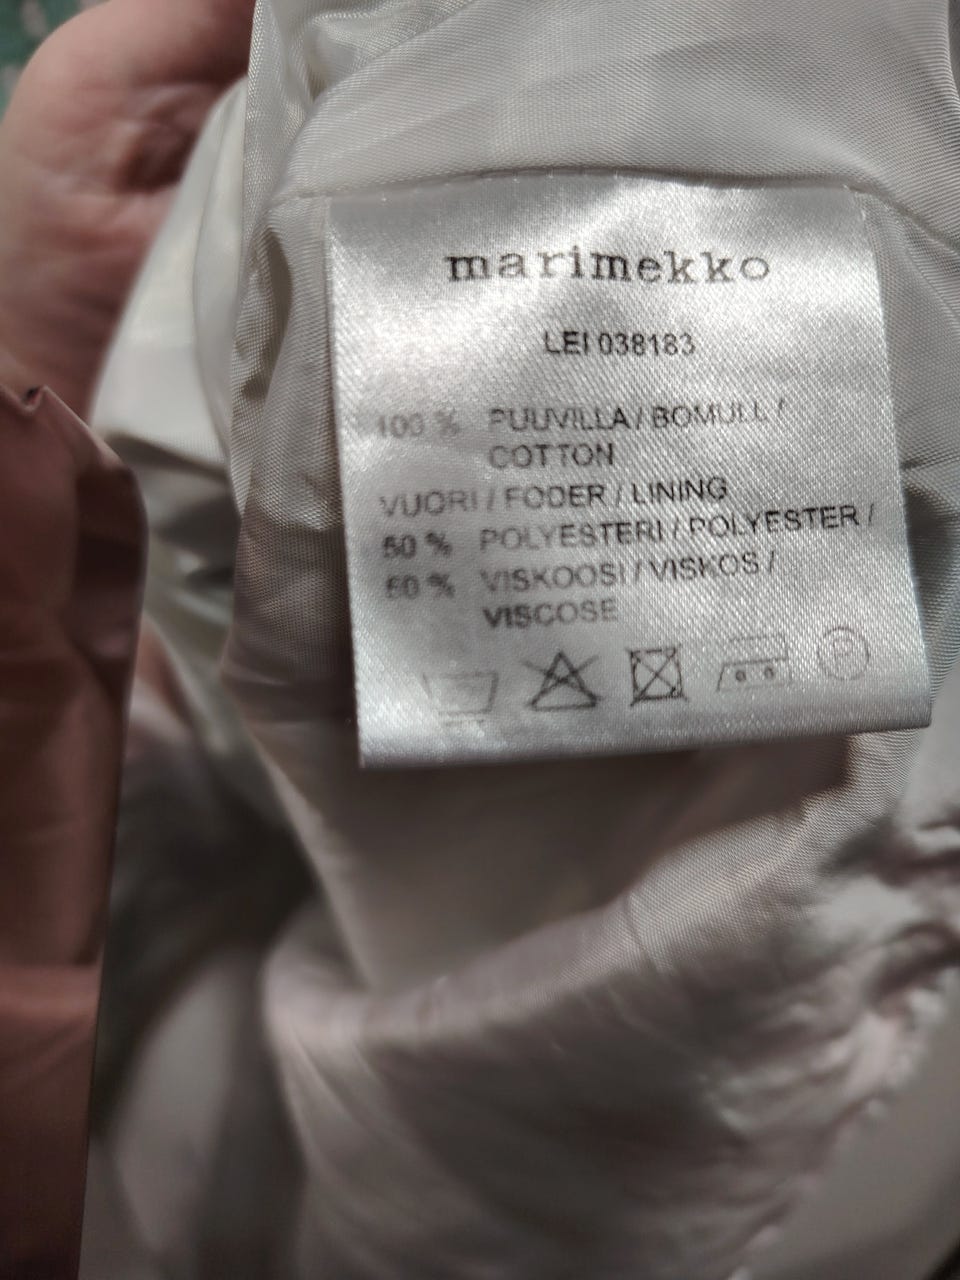 marimekko
LEI 038183
100 % PUUVILLA / BOMULL /
COTTON
VUORI / FODER / LINING
50 % POLYESTERI / POLYESTER /
50 % VISKOOSI / VISKOS /
VISCOSE
P